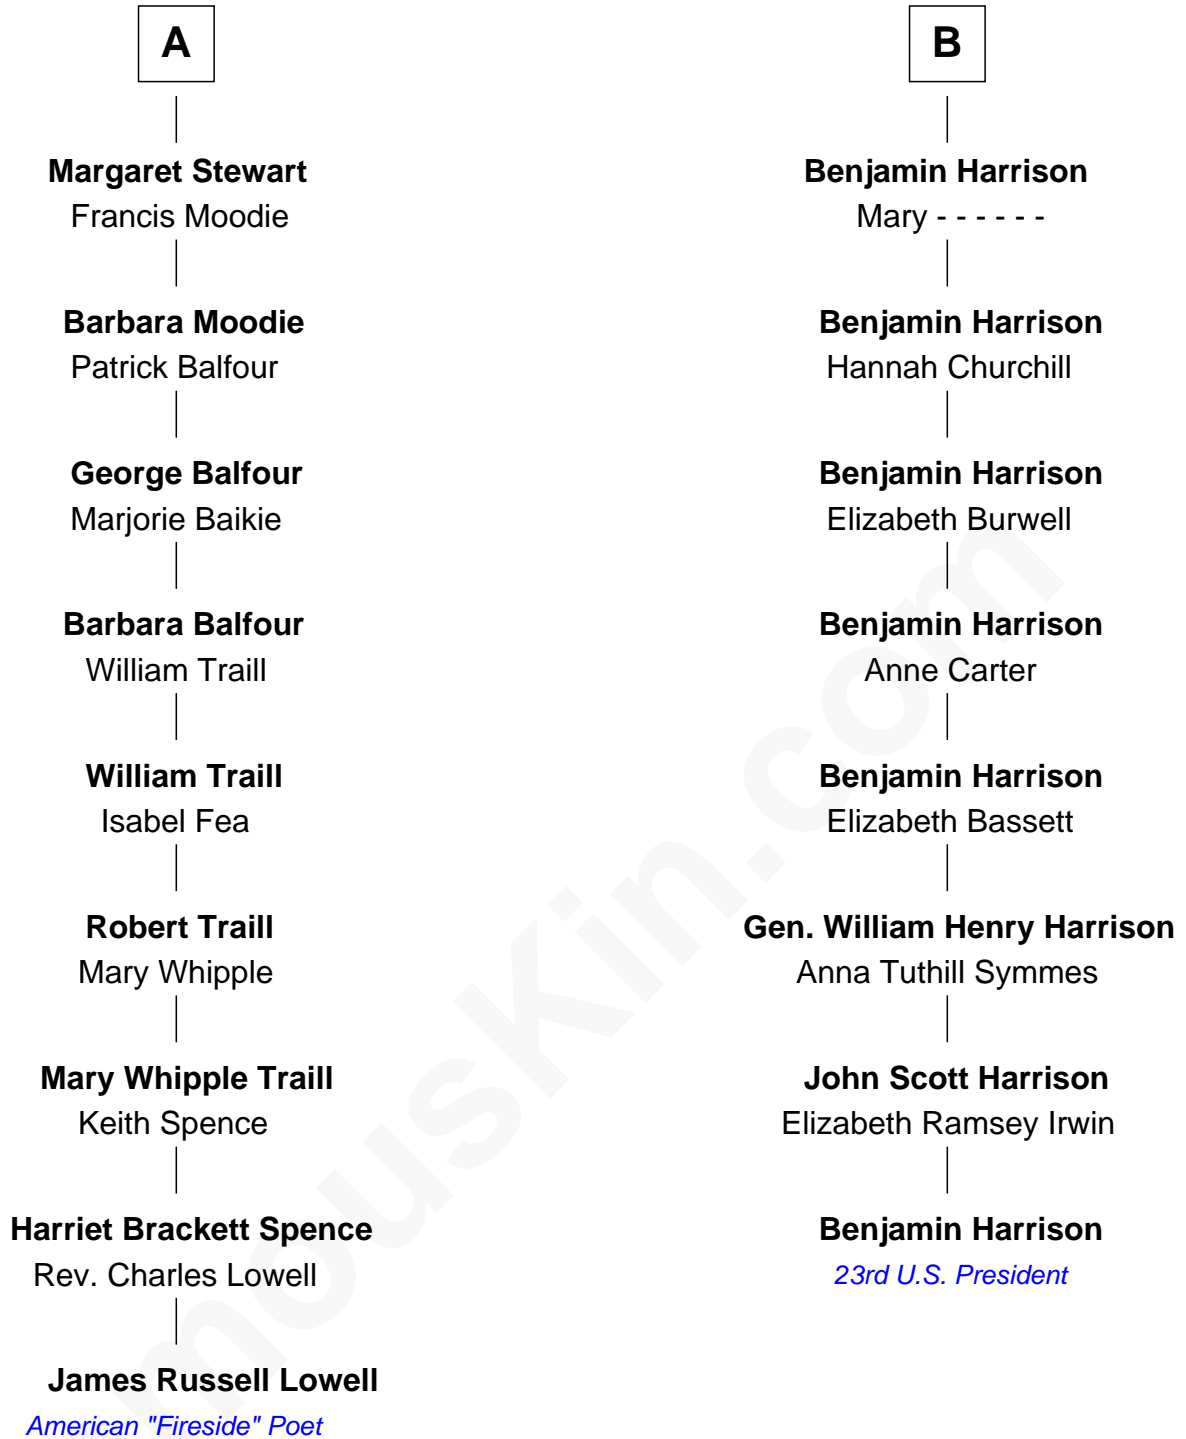 A
Margaret Stewart
Francis Moodie
Barbara Moodie
Patrick Balfour
George Balfour
Marjorie Baikie
Barbara Balfour
William Traill
William Traill
Isabel Fea
Robert Traill
Mary Whipple
Mary Whipple Traill
Keith Spence
Harriet Brackett Spence
Rev. Charles Lowell
James Russell Lowell
American "Fireside" Poet
B
Benjamin Harrison
Mary - - - - - -
Benjamin Harrison
Hannah Churchill
Benjamin Harrison
Elizabeth Burwell
Benjamin Harrison
Anne Carter
Benjamin Harrison
Elizabeth Bassett
Gen. William Henry Harrison
Anna Tuthill Symmes
John Scott Harrison
Elizabeth Ramsey Irwin
Benjamin Harrison
23rd U.S. President
mousKin.com